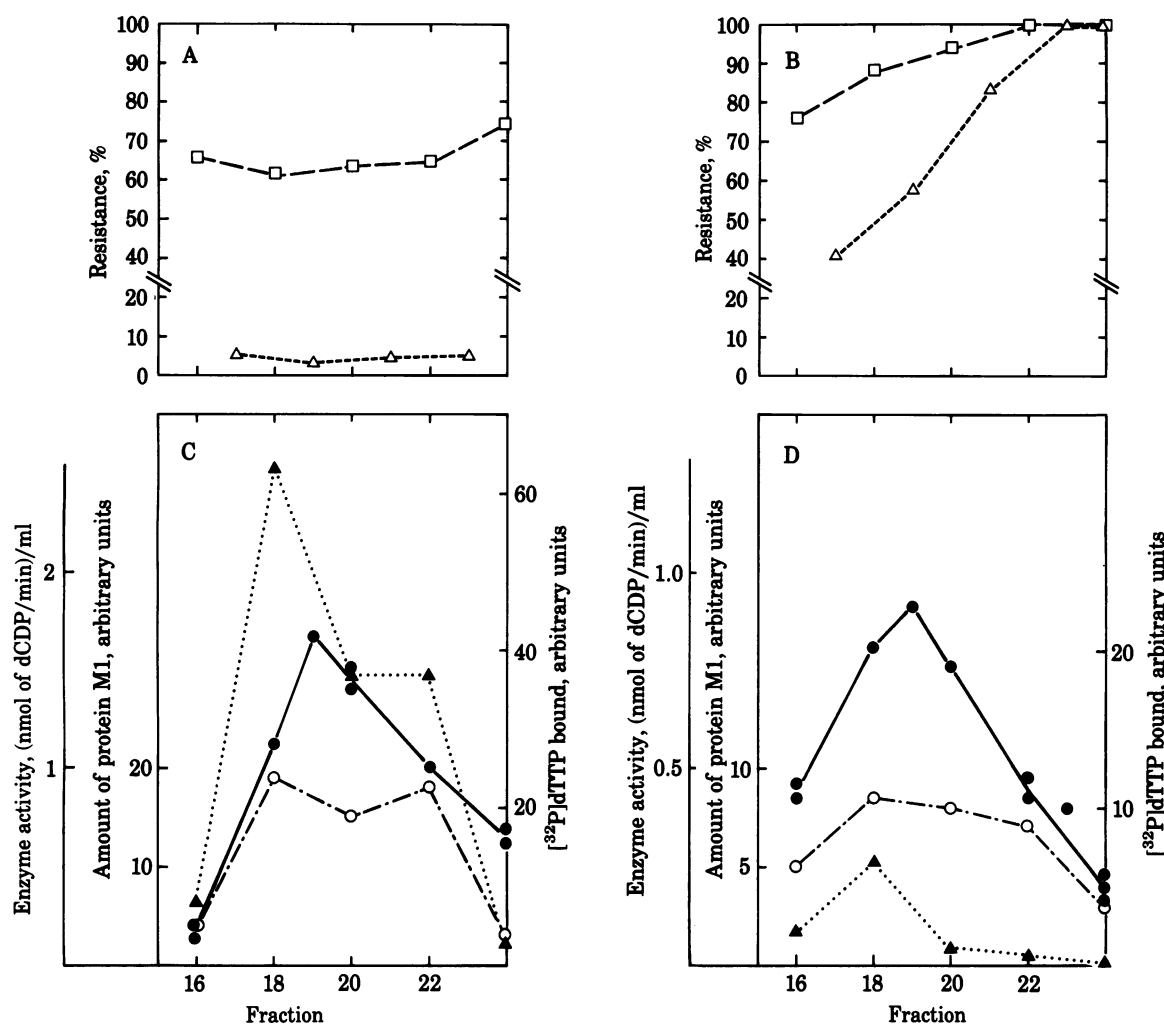 A
Resistance, %
100
90
80
70
60
50
40
20
10
0
B
Resistance, %
100
90
80
70
60
50
40
20
10
0
C
Enzyme activity, (nmol of dCDP/min)/ml
2
1
Amount of protein M1, arbitrary units
20
10
[³²P]dTTP bound, arbitrary units
60
40
20
16 18 20 22
Fraction
D
Enzyme activity, (nmol of dCDP/min)/ml
1.0
0.5
Amount of protein M1, arbitrary units
10
5
[³²P]dTTP bound, arbitrary units
20
10
16 18 20 22
Fraction